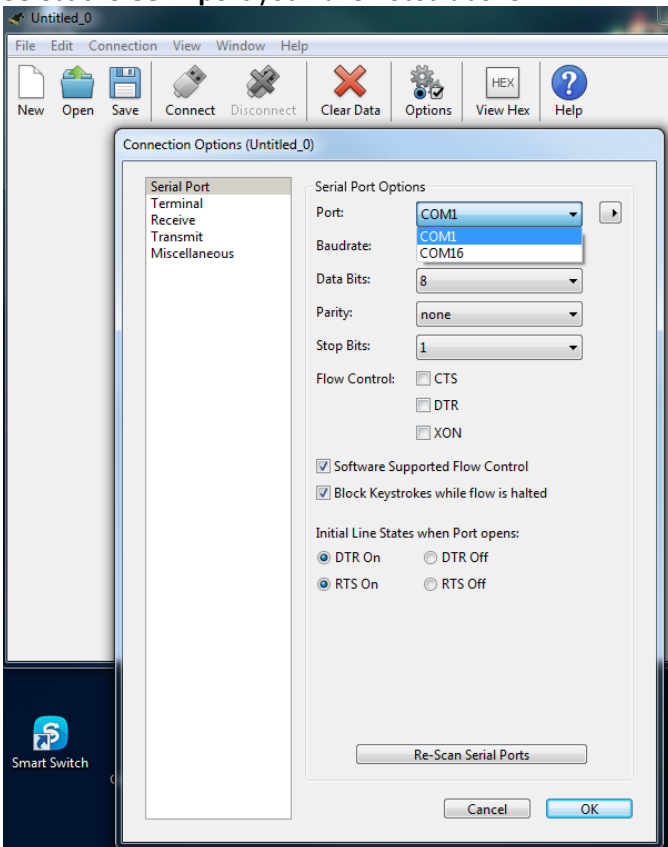 Untitled_0
File Edit Connection View Window Help
HEX
New Open Save Connect Disconnect Clear Data Options View Hex Help
Connection Options (Untitled_0)
Serial Port
Terminal
Receive
Transmit
Miscellaneous
Serial Port Options
Port: COM1
COM1
COM16
Baudrate:
Data Bits: 8
Parity: none
Stop Bits: 1
Flow Control: CTS
DTR
XON
Software Supported Flow Control
Block Keystrokes while flow is halted
Initial Line States when Port opens:
DTR On DTR Off
RTS On RTS Off
Re-Scan Serial Ports
Cancel OK
Smart Switch